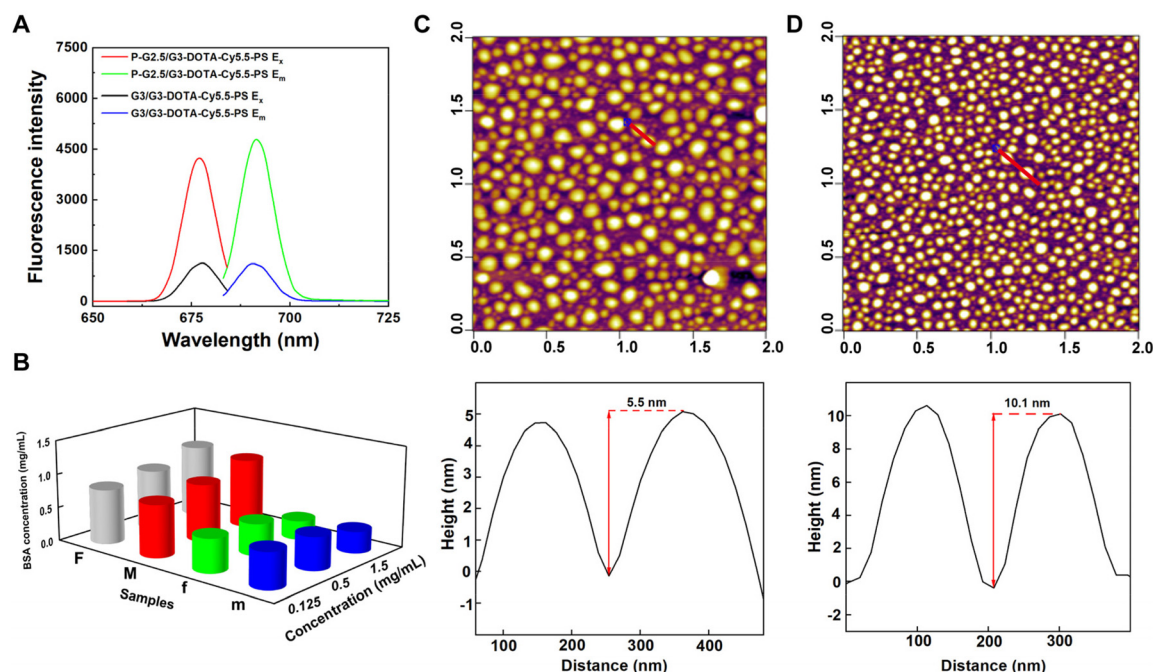 A
7500
6000
4500
3000
1500
0
650
675
700
725
Fluorescence intensity
Wavelength (nm)
P-G2.5/G3-DOTA-Cy5.5-PS Ex
P-G2.5/G3-DOTA-Cy5.5-PS Em
G3/G3-DOTA-Cy5.5-PS Ex
G3/G3-DOTA-Cy5.5-PS Em
B
BSA concentration (mg/mL)
1.5
1.0
0.5
0.0
F
M
f
m
Samples
0.125
0.5
1.5
Concentration (mg/mL)
C
2.0
1.5
1.0
0.5
0.0
0.0
0.5
1.0
1.5
2.0
5.5 nm
Height (nm)
5
4
3
2
1
0
-1
100
200
300
400
Distance (nm)
D
2.0
1.5
1.0
0.5
0.0
0.0
0.5
1.0
1.5
2.0
10.1 nm
Height (nm)
10
8
6
4
2
0
-2
100
200
300
Distance (nm)